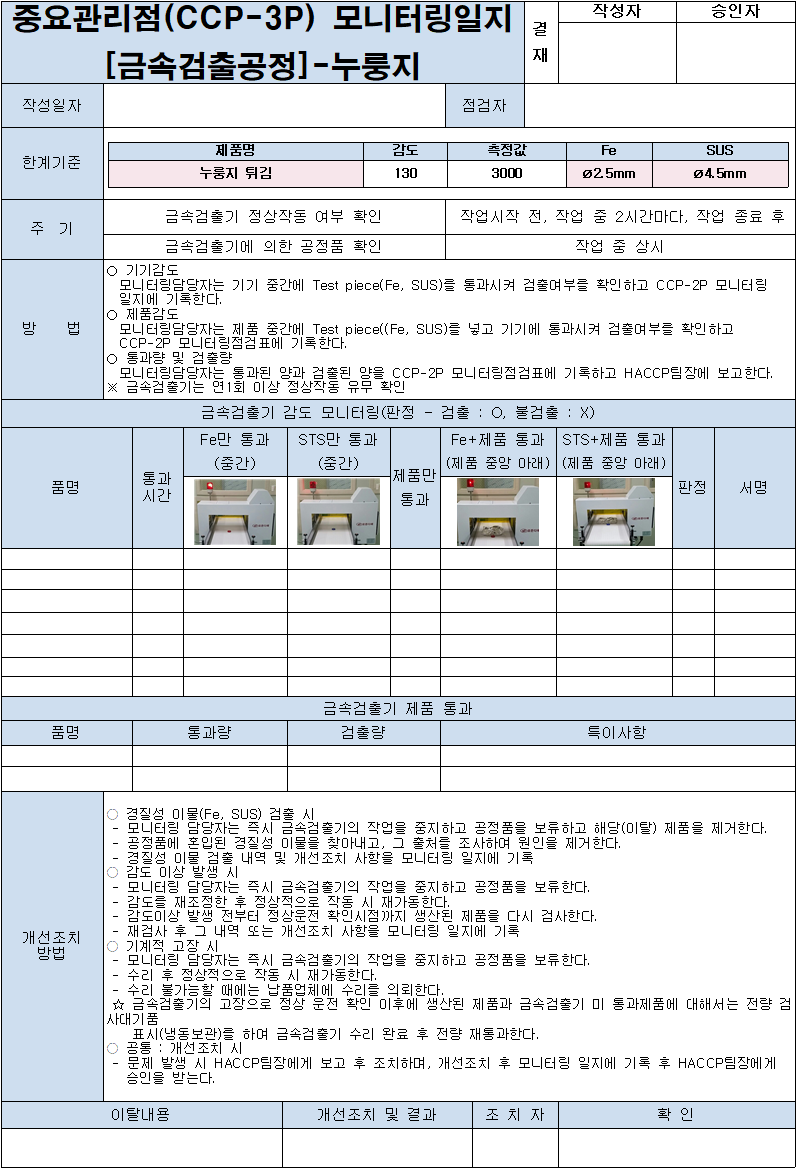 중요관리점(CCP-3P) 모니터링일지
[금속검출공정]-누룽지
결
재
작성자
승인자
작성일자
점검자
한계기준
제품명
감도
측정값
Fe
SUS
누룽지 튀김
130
3000
ø2.5mm
ø4.5mm
주 기
금속검출기 정상작동 여부 확인
작업시작 전, 작업 중 2시간마다, 작업 종료 후
금속검출기에 의한 공정품 확인
작업 중 상시
방 법
○ 기기감도
모니터링담당자는 기기 중간에 Test piece(Fe, SUS)를 통과시켜 검출여부를 확인하고 CCP-2P 모니터링
일지에 기록한다.
○ 제품감도
모니터링담당자는 제품 중간에 Test piece((Fe, SUS)를 넣고 기기에 통과시켜 검출여부를 확인하고
CCP-2P 모니터링점검표에 기록한다.
○ 통과량 및 검출량
모니터링담당자는 통과된 양과 검출된 양을 CCP-2P 모니터링점검표에 기록하고 HACCP팀장에 보고한다.
※ 금속검출기는 연1회 이상 정상작동 유무 확인
금속검출기 감도 모니터링(판정 - 검출 : O, 불검출 : X)
품명
통과
시간
Fe만 통과
(중간)
STS만 통과
(중간)
제품만
통과
Fe+제품 통과
(제품 중앙 아래)
STS+제품 통과
(제품 중앙 아래)
판정
서명
금속검출기 제품 통과
품명
통과량
검출량
특이사항
개선조치
방법
○ 경질성 이물(Fe, SUS) 검출 시
- 모니터링 담당자는 즉시 금속검출기의 작업을 중지하고 공정품을 보류하고 해당(이탈) 제품을 제거한다.
- 공정품에 혼입된 경질성 이물을 찾아내고, 그 출처를 조사하여 원인을 제거한다.
- 경질성 이물 검출 내역 및 개선조치 사항을 모니터링 일지에 기록
○ 감도 이상 발생 시
- 모니터링 담당자는 즉시 금속검출기의 작업을 중지하고 공정품을 보류한다.
- 감도를 재조정한 후 정상적으로 작동 시 재가동한다.
- 감도이상 발생 전부터 정상운전 확인시점까지 생산된 제품을 다시 검사한다.
- 재검사 후 그 내역 또는 개선조치 사항을 모니터링 일지에 기록
○ 기계적 고장 시
- 모니터링 담당자는 즉시 금속검출기의 작업을 중지하고 공정품을 보류한다.
- 수리 후 정상적으로 작동 시 재가동한다.
- 수리 불가능할 때에는 납품업체에 수리를 의뢰한다.
☆ 금속검출기의 고장으로 정상 운전 확인 이후에 생산된 제품과 금속검출기 미 통과제품에 대해서는 전량 검
사대기품
표시(냉동보관)를 하며 금속검출기 수리 완료 후 전량 재통과한다.
○ 공통 : 개선조치 시
- 문제 발생 시 HACCP팀장에게 보고 후 조치하며, 개선조치 후 모니터링 일지에 기록 후 HACCP팀장에게
승인을 받는다.
이탈내용
개선조치 및 결과
조 치 자
확 인